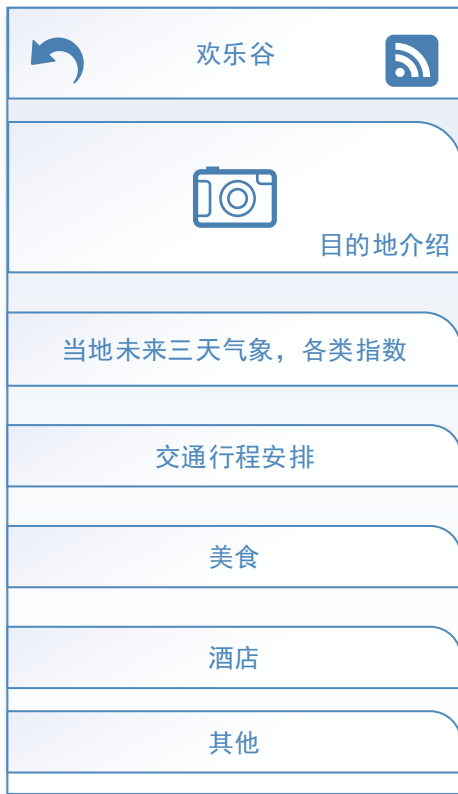 欢乐谷
目的地介绍
当地未来三天气象，各类指数
交通行程安排
美食
酒店
其他